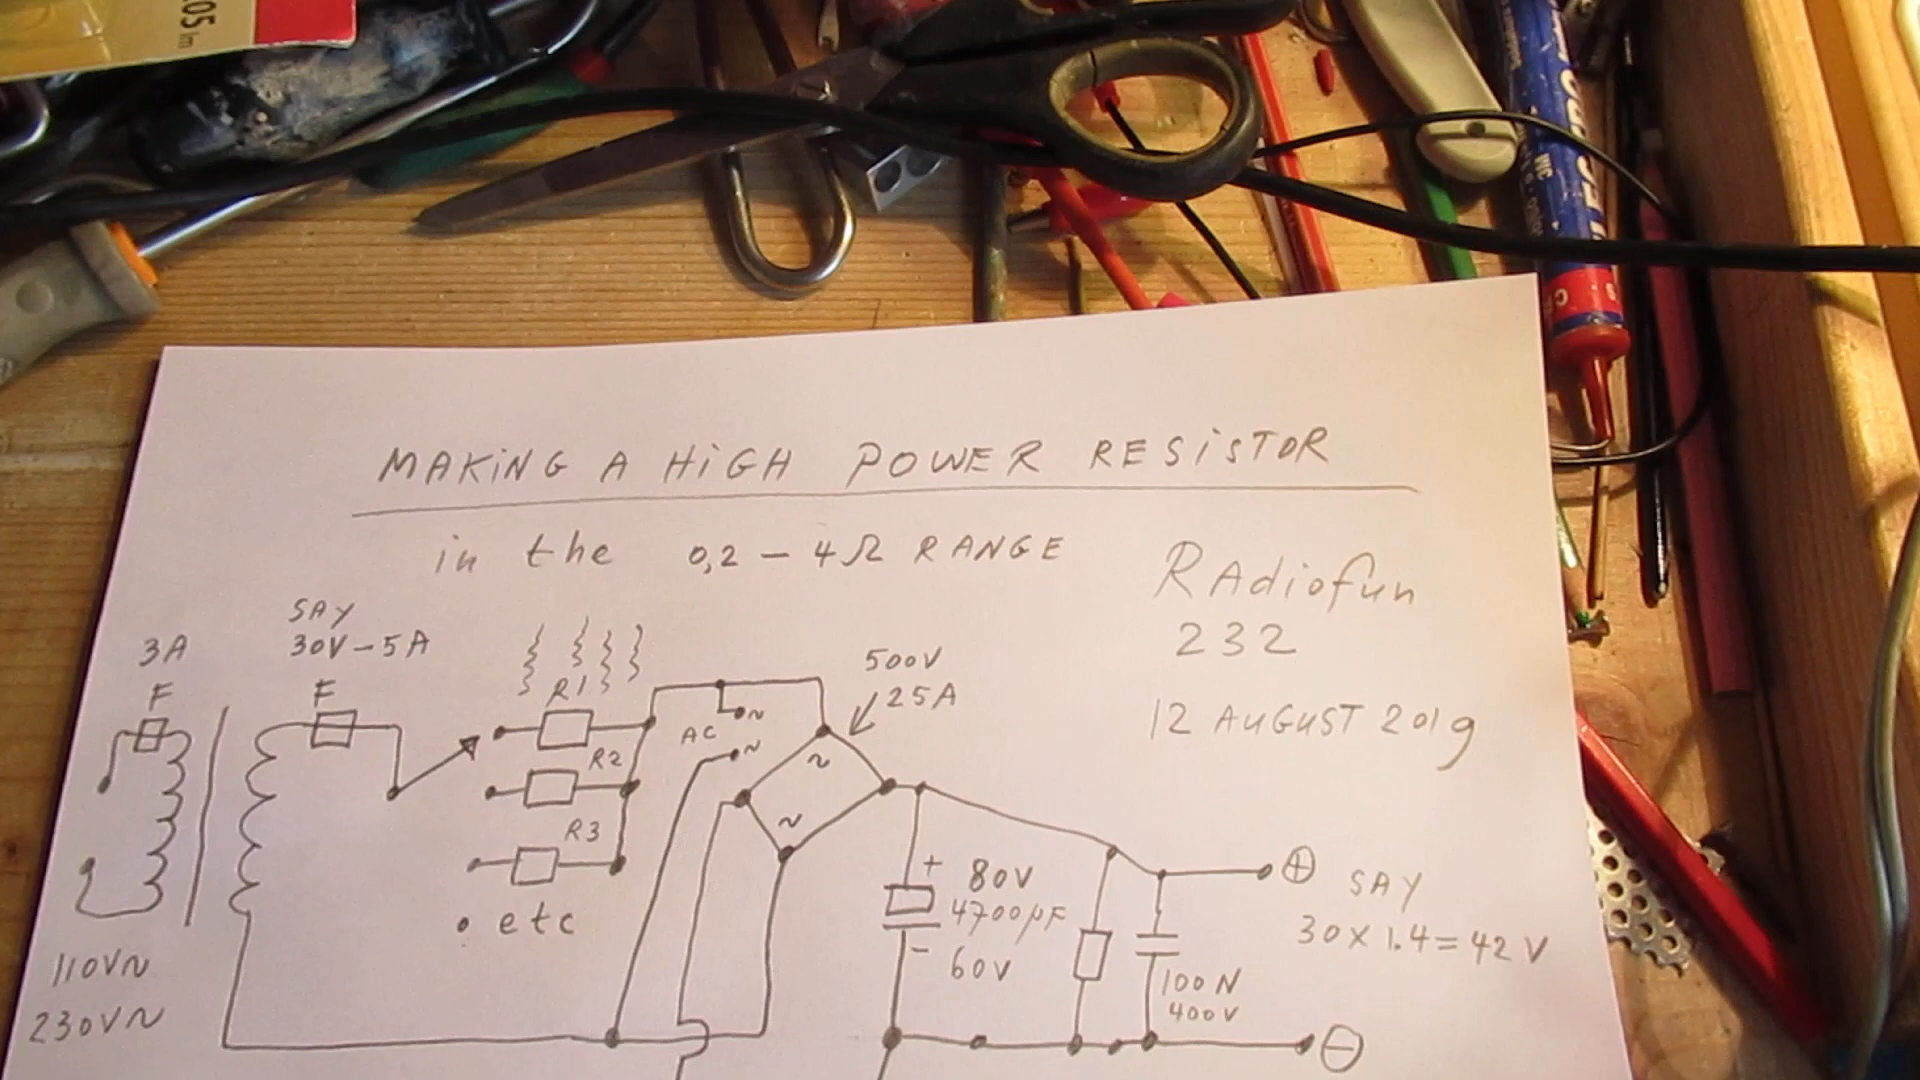 05 lm
MAKING A HIGH POWER RESISTOR
in the 0,2 – 4Ω RANGE
RAdiofun
232
12 AUGUST 2019
SAY
30V – 5A
3A
F
F
R1
R2
R3
• etc
AC
~
~
~
~
500V
25A
110V~
230V~
+
80V
4700µF
-
60V
100N
400V
+
SAY
30 x 1.4 = 42 V
-